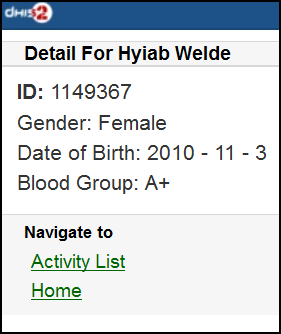 dHIS2
Detail For Hyiab Welde
ID: 1149367
Gender: Female
Date of Birth: 2010 - 11 - 3
Blood Group: A+
Navigate to
Activity List
Home